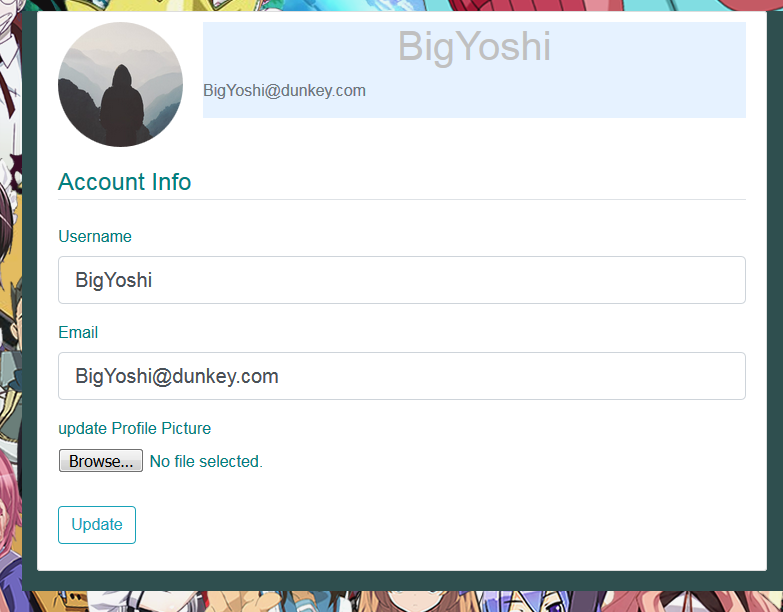 BigYoshi
BigYoshi@dunkey.com
Account Info
Username
BigYoshi
Email
BigYoshi@dunkey.com
update Profile Picture
Browse... No file selected.
Update